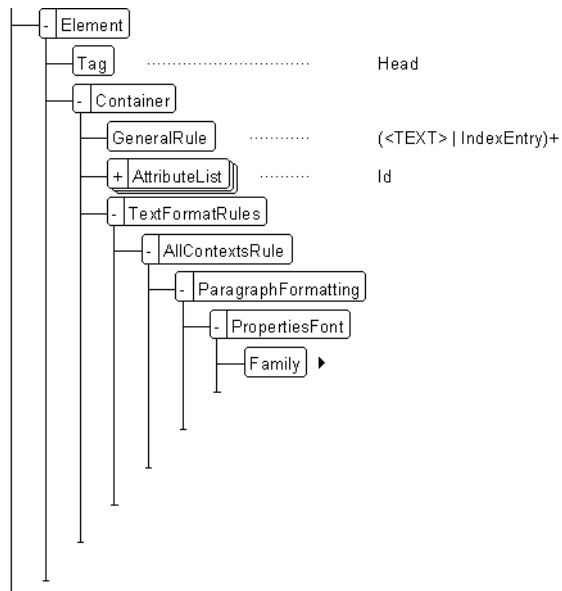 - Element
Tag Head
- Container
GeneralRule (<TEXT> | IndexEntry)+
+ AttributeList Id
- TextFormatRules
- AllContextsRule
- ParagraphFormatting
- PropertiesFont
Family